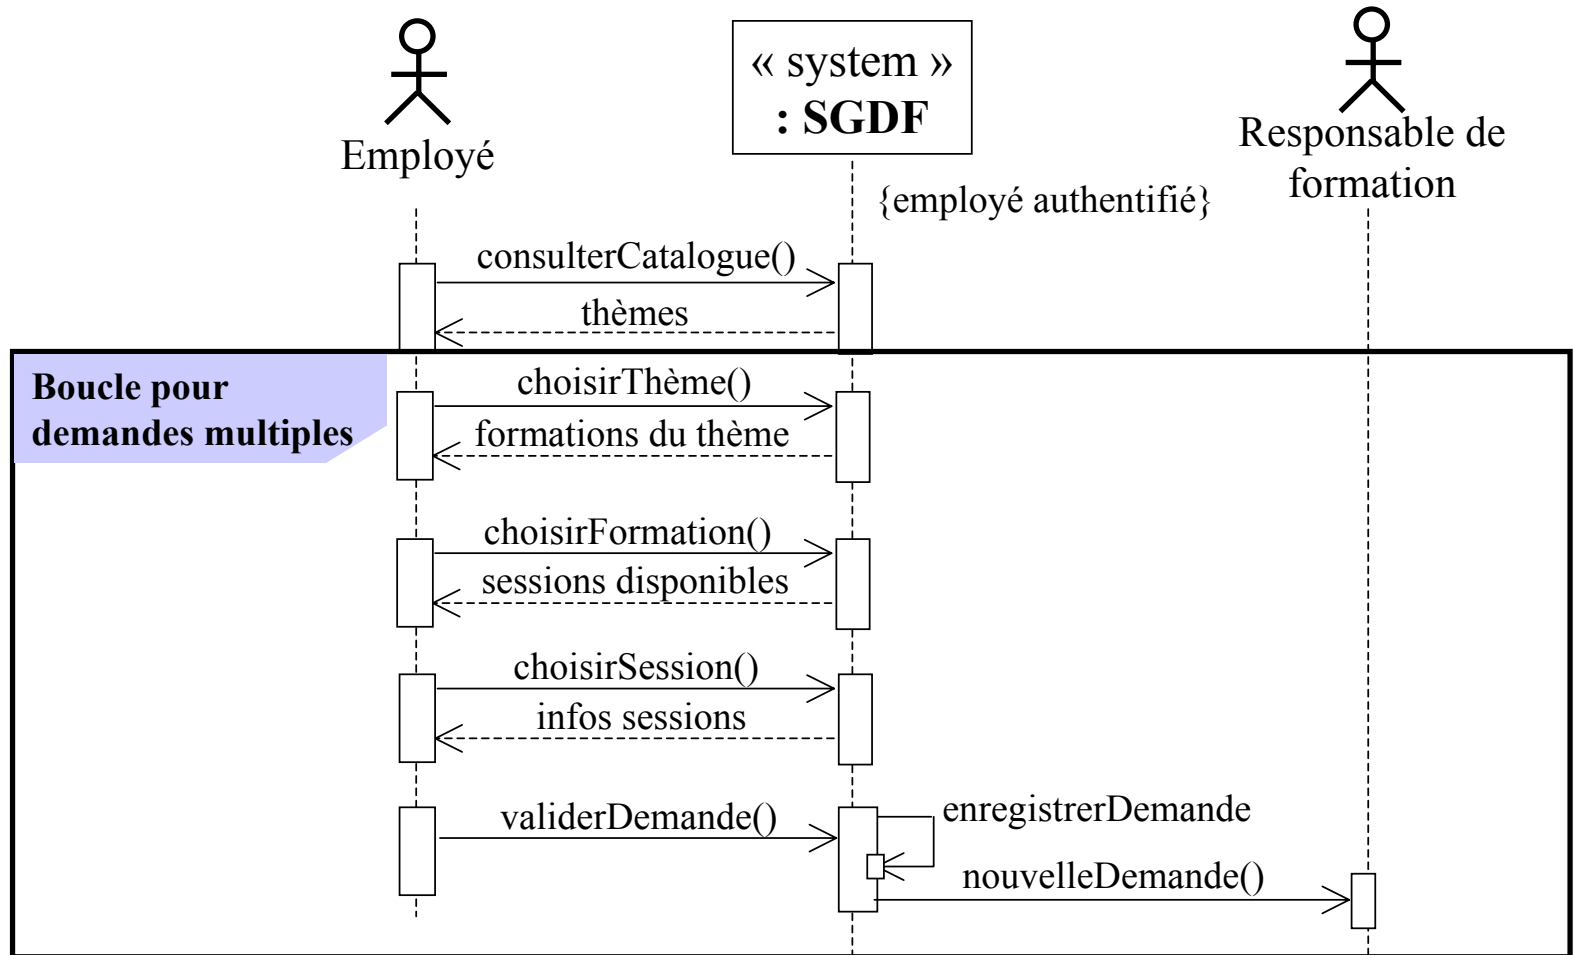 Employé
« system »
: SGDF
Responsable de
formation
{employé authentifié}
consulterCatalogue()
thèmes
Boucle pour
demandes multiples
choisirThème()
formations du thème
choisirFormation()
sessions disponibles
choisirSession()
infos sessions
validerDemande()
enregistrerDemande
nouvelleDemande()